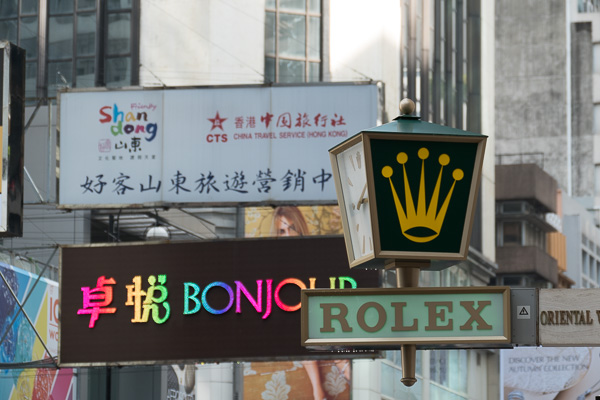 Friendly
Shandong
山東
香港中国旅行社
CTS
CHINA TRAVEL SERVICE (HONG KONG)
好客山東旅遊營銷中
卓悅 BONJOUR
ROLEX
ORIENTAL W
DISCOVER THE NEW
AUTUMN COLLECTION